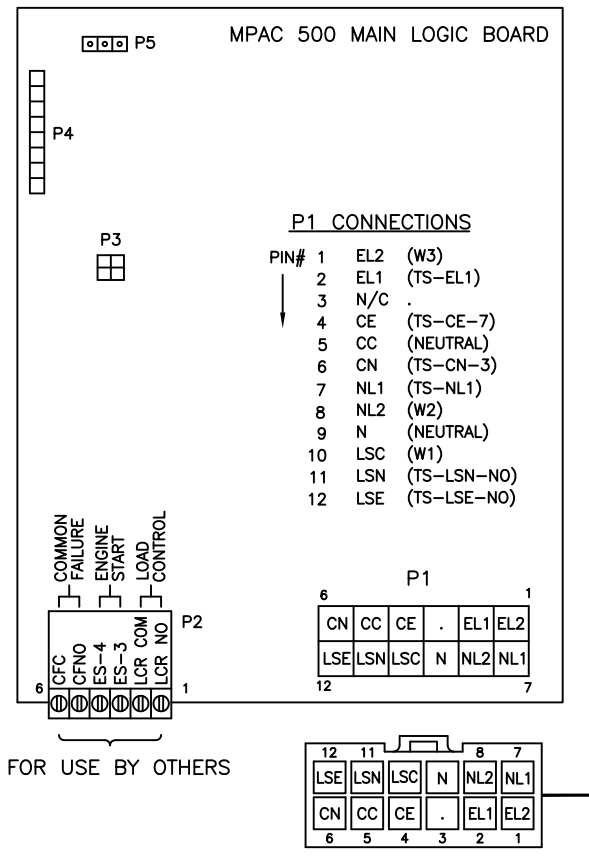 MPAC 500 MAIN LOGIC BOARD
P5
P4
P3
P1 CONNECTIONS
PIN# 1 EL2 (W3)
2 EL1 (TS-EL1)
3 N/C .
4 CE (TS-CE-7)
5 CC (NEUTRAL)
6 CN (TS-CN-3)
7 NL1 (TS-NL1)
8 NL2 (W2)
9 N (NEUTRAL)
10 LSC (W1)
11 LSN (TS-LSN-NO)
12 LSE (TS-LSE-NO)
COMMON
FAILURE
ENGINE
START
LOAD
CONTROL
P2
CFC
CFNO
ES-4
ES-3
LCR COM
LCR NO
6 1
FOR USE BY OTHERS
P1
6 1
CN CC CE . EL1 EL2
LSE LSN LSC N NL2 NL1
12 7
12 11 8 7
LSE LSN LSC N NL2 NL1
CN CC CE . EL1 EL2
6 5 4 3 2 1